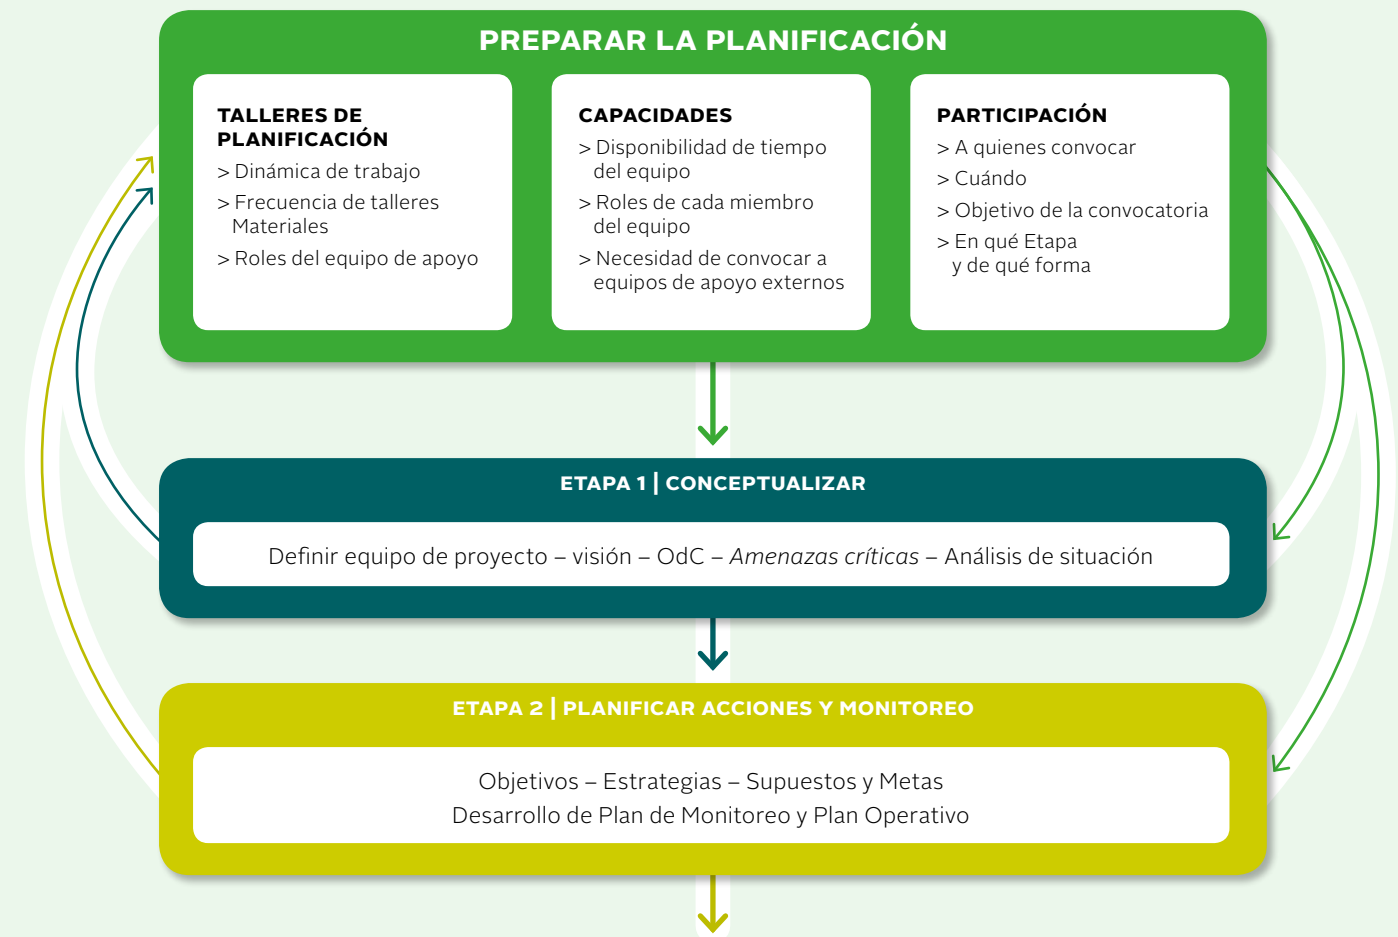 PREPARAR LA PLANIFICACIÓN
TALLERES DE
PLANIFICACIÓN
> Dinámica de trabajo
> Frecuencia de talleres
Materiales
> Roles del equipo de apoyo
CAPACIDADES
> Disponibilidad de tiempo
del equipo
> Roles de cada miembro
del equipo
> Necesidad de convocar a
equipos de apoyo externos
PARTICIPACIÓN
> A quienes convocar
> Cuándo
> Objetivo de la convocatoria
> En qué Etapa
y de qué forma
ETAPA 1 | CONCEPTUALIZAR
Definir equipo de proyecto – visión – OdC – Amenazas críticas – Análisis de situación
ETAPA 2 | PLANIFICAR ACCIONES Y MONITOREO
Objetivos – Estrategias – Supuestos y Metas
Desarrollo de Plan de Monitoreo y Plan Operativo